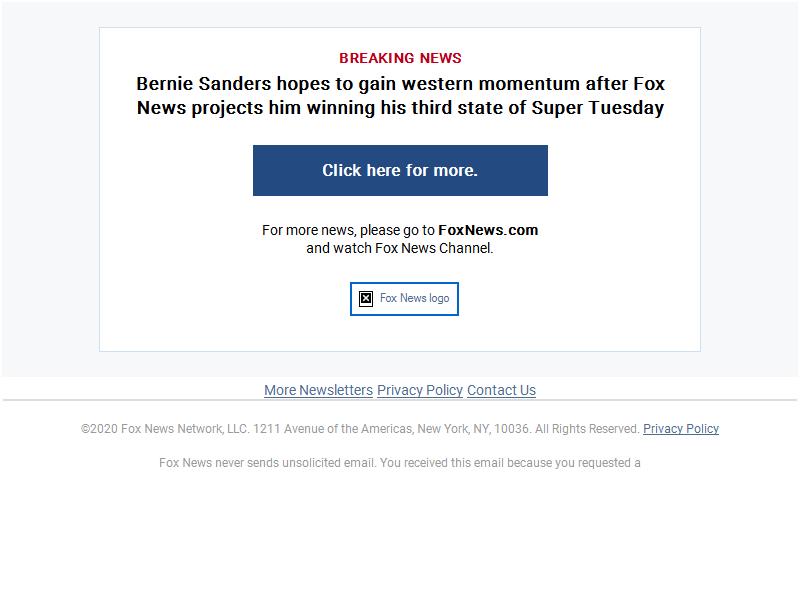 BREAKING NEWS
Bernie Sanders hopes to gain western momentum after Fox
News projects him winning his third state of Super Tuesday
Click here for more.
For more news, please go to FoxNews.com
and watch Fox News Channel.
Fox News logo
More Newsletters Privacy Policy Contact Us
©2020 Fox News Network, LLC. 1211 Avenue of the Americas, New York, NY, 10036. All Rights Reserved. Privacy Policy
Fox News never sends unsolicited email. You received this email because you requested a